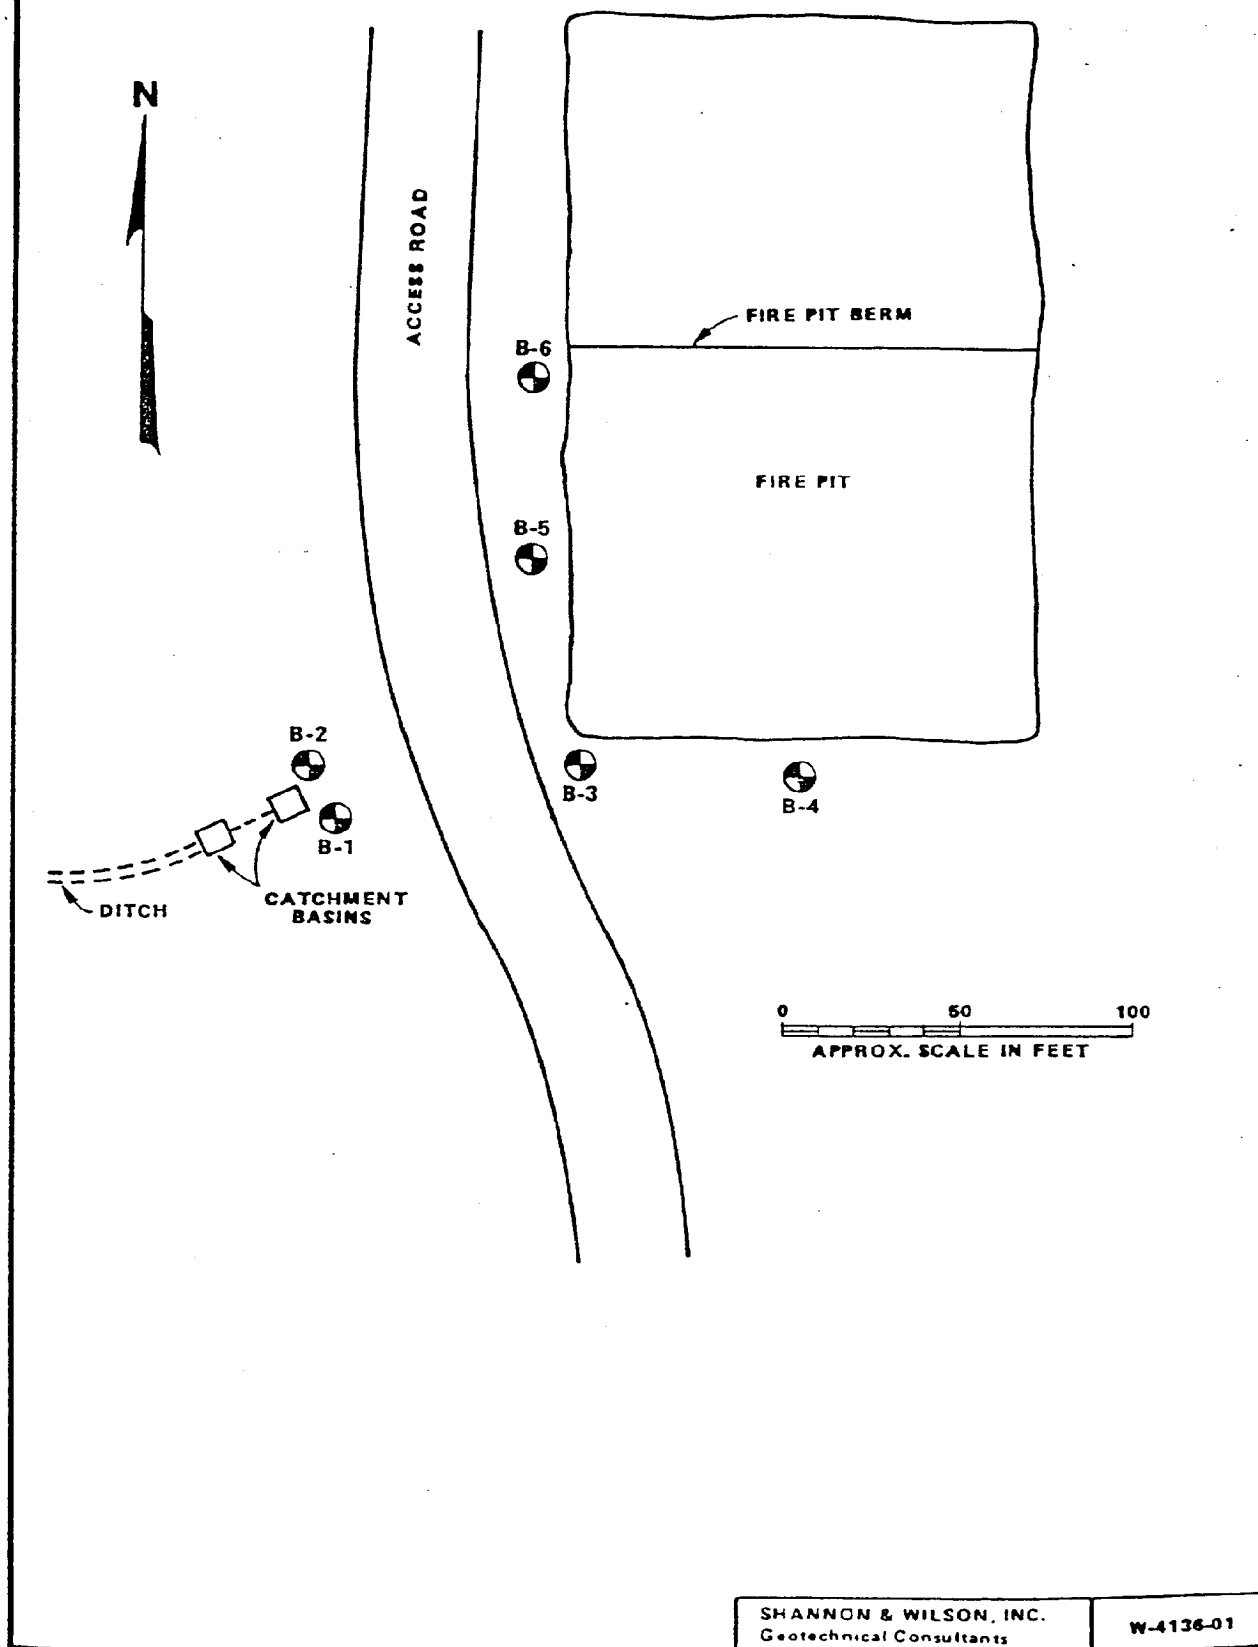 N
ACCESS ROAD
FIRE PIT BERM
B-6
FIRE PIT
B-5
B-2
B-3
B-4
B-1
DITCH
CATCHMENT
BASINS
0 50 100
APPROX. SCALE IN FEET
SHANNON & WILSON, INC.
Geotechnical Consultants
W-4136-01